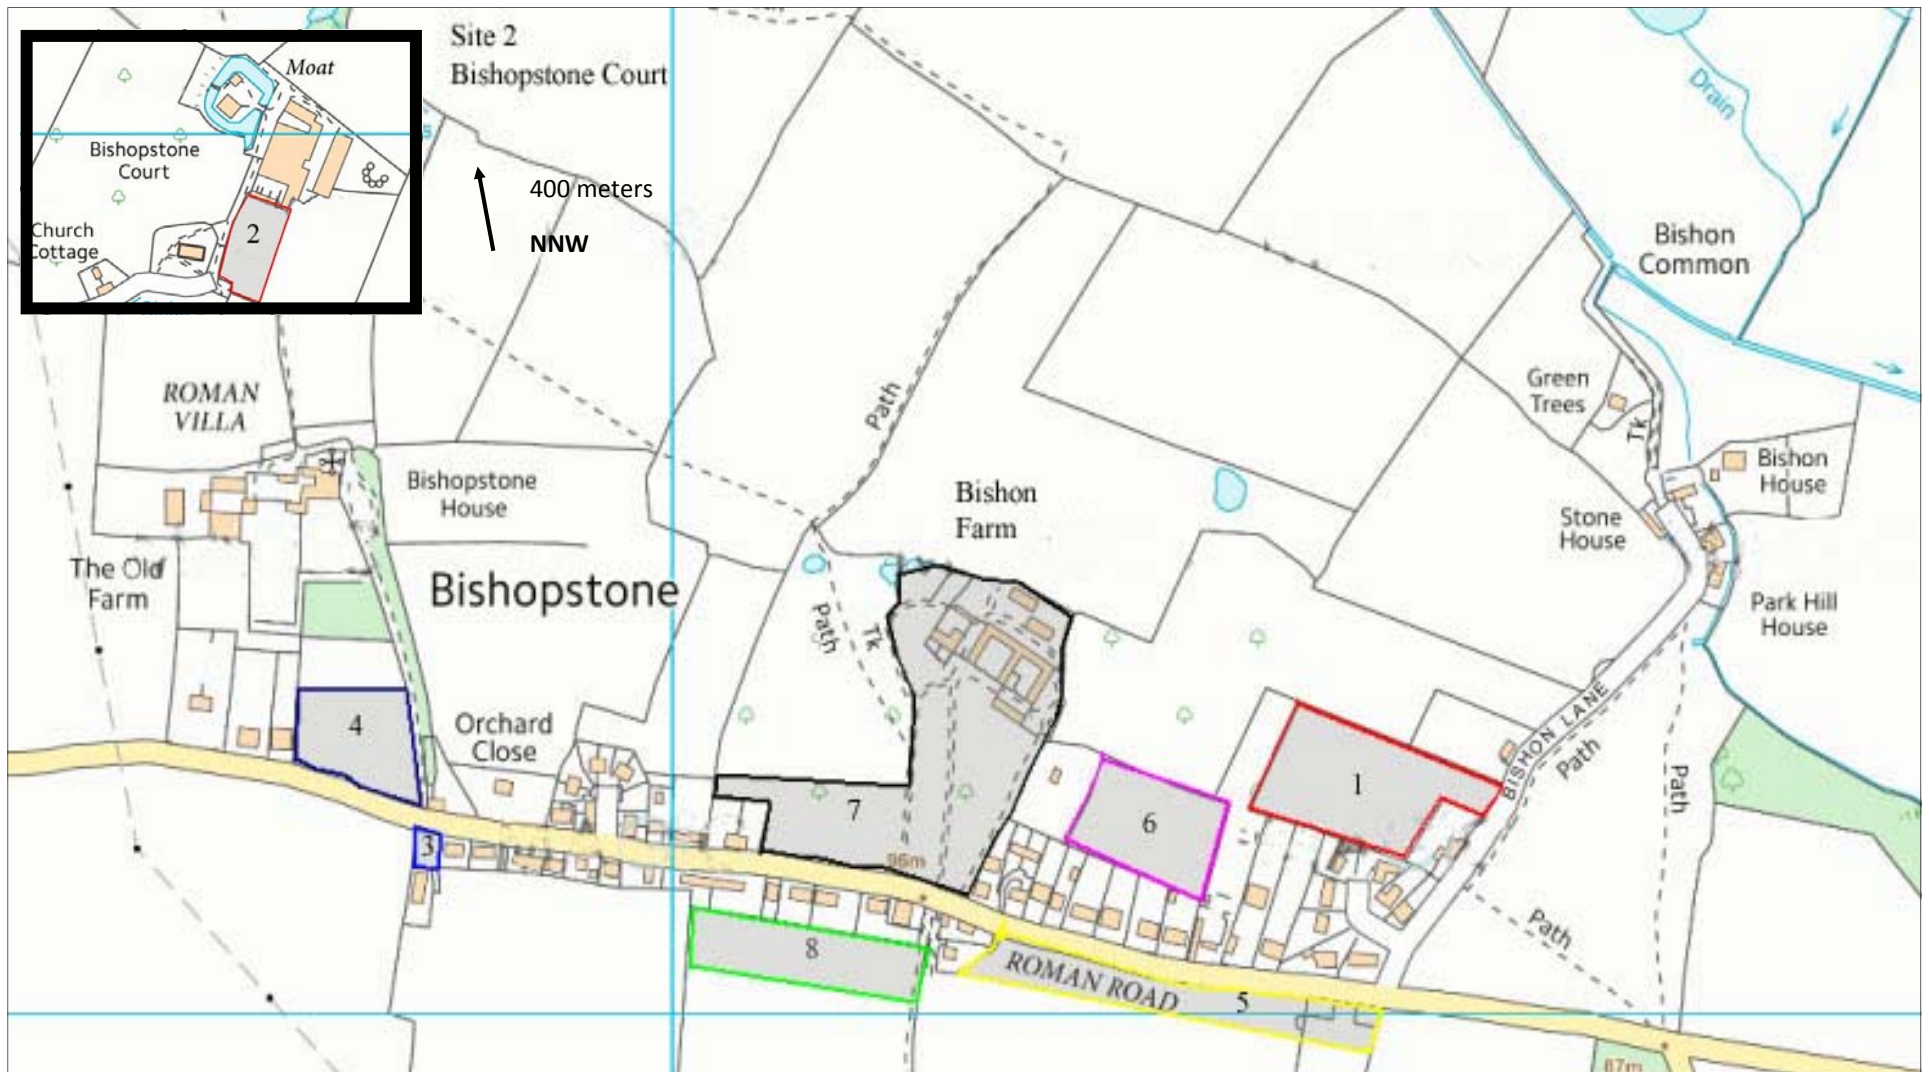 Site 2
Bishopstone Court
Moat
Bishopstone
Court
2
Church
Cottage
400 meters
NNW
Drain
Bishon
Common
ROMAN
VILLA
Path
Green
Trees
Tk
Bishopstone
House
Bishon
Farm
Bishon
House
Stone
House
The Old
Farm
Bishopstone
Path
Tk
Park Hill
House
4
Orchard
Close
BISHON LANE
Path
Path
1
7
6
3
96m
Path
8
ROMAN ROAD
5
87m